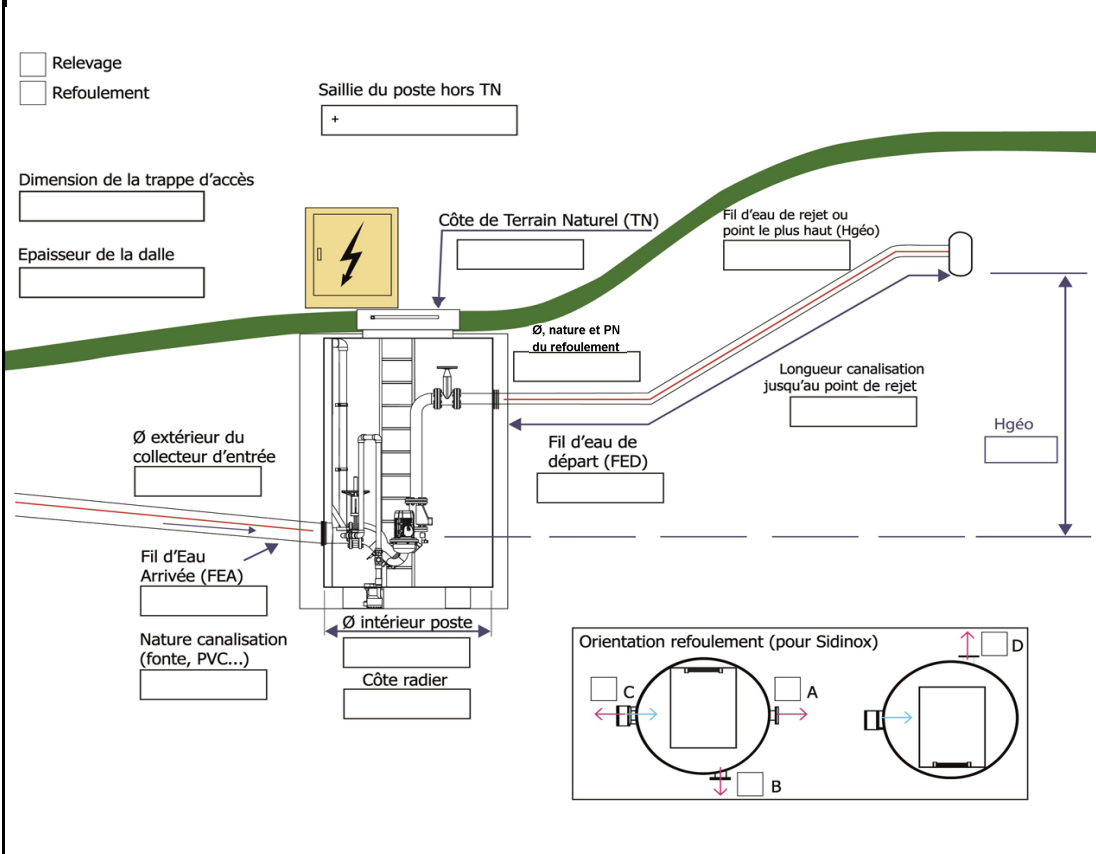 Relevage
Refoulement
Saillie du poste hors TN
+
Dimension de la trappe d'accès
Epaisseur de la dalle
Côte de Terrain Naturel (TN)
Fil d'eau de rejet ou
point le plus haut (Hgéo)
Ø, nature et PN
du refoulement
Longueur canalisation
jusqu'au point de rejet
Hgéo
Ø extérieur du
collecteur d'entrée
Fil d'eau de
départ (FED)
Fil d'Eau
Arrivée (FEA)
Nature canalisation
(fonte, PVC...)
Ø intérieur poste
Côte radier
Orientation refoulement (pour Sidinox)
D
C
A
B